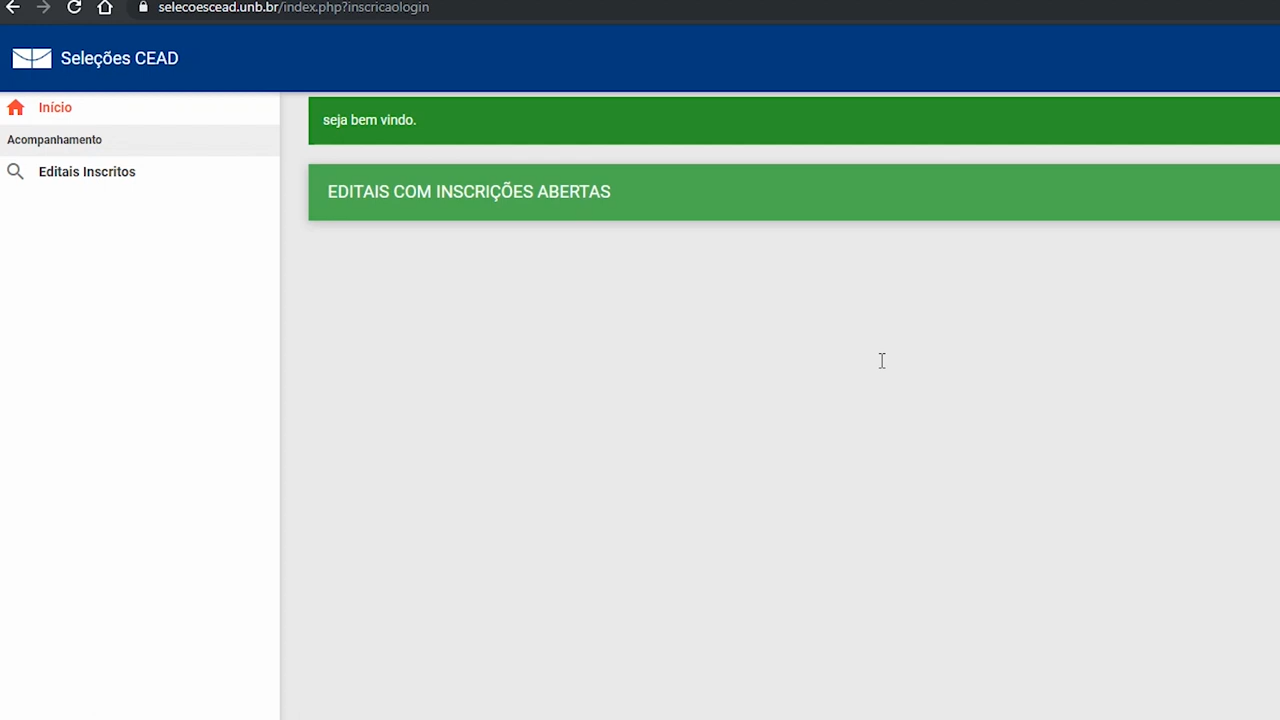 selecoescead.unb.br/index.php?inscricaologin
Seleções CEAD
Início
Acompanhamento
Editais Inscritos
seja bem vindo.
EDITAIS COM INSCRIÇÕES ABERTAS